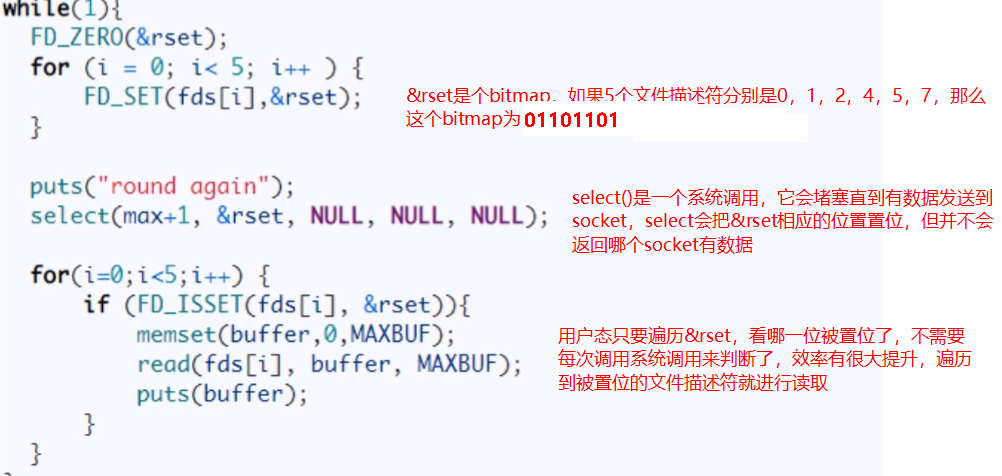 while(1){
FD_ZERO(&rset);
for (i = 0; i< 5; i++ ) {
FD_SET(fds[i],&rset);
}
&rset是个bitmap，如果5个文件描述符分别是0，1，2，4，5，7，那么
这个bitmap为01101101
puts("round again");
select(max+1, &rset, NULL, NULL, NULL);
select()是一个系统调用，它会堵塞直到有数据发送到
socket，select会把&rset相应的位置置位，但并不会
返回哪个socket有数据
for(i=0;i<5;i++) {
if (FD_ISSET(fds[i], &rset)){
memset(buffer,0,MAXBUF);
read(fds[i], buffer, MAXBUF);
puts(buffer);
}
}
用户态只要遍历&rset，看哪一位被置位了，不需要
每次调用系统调用来判断了，效率有很大提升，遍历
到被置位的文件描述符就进行读取